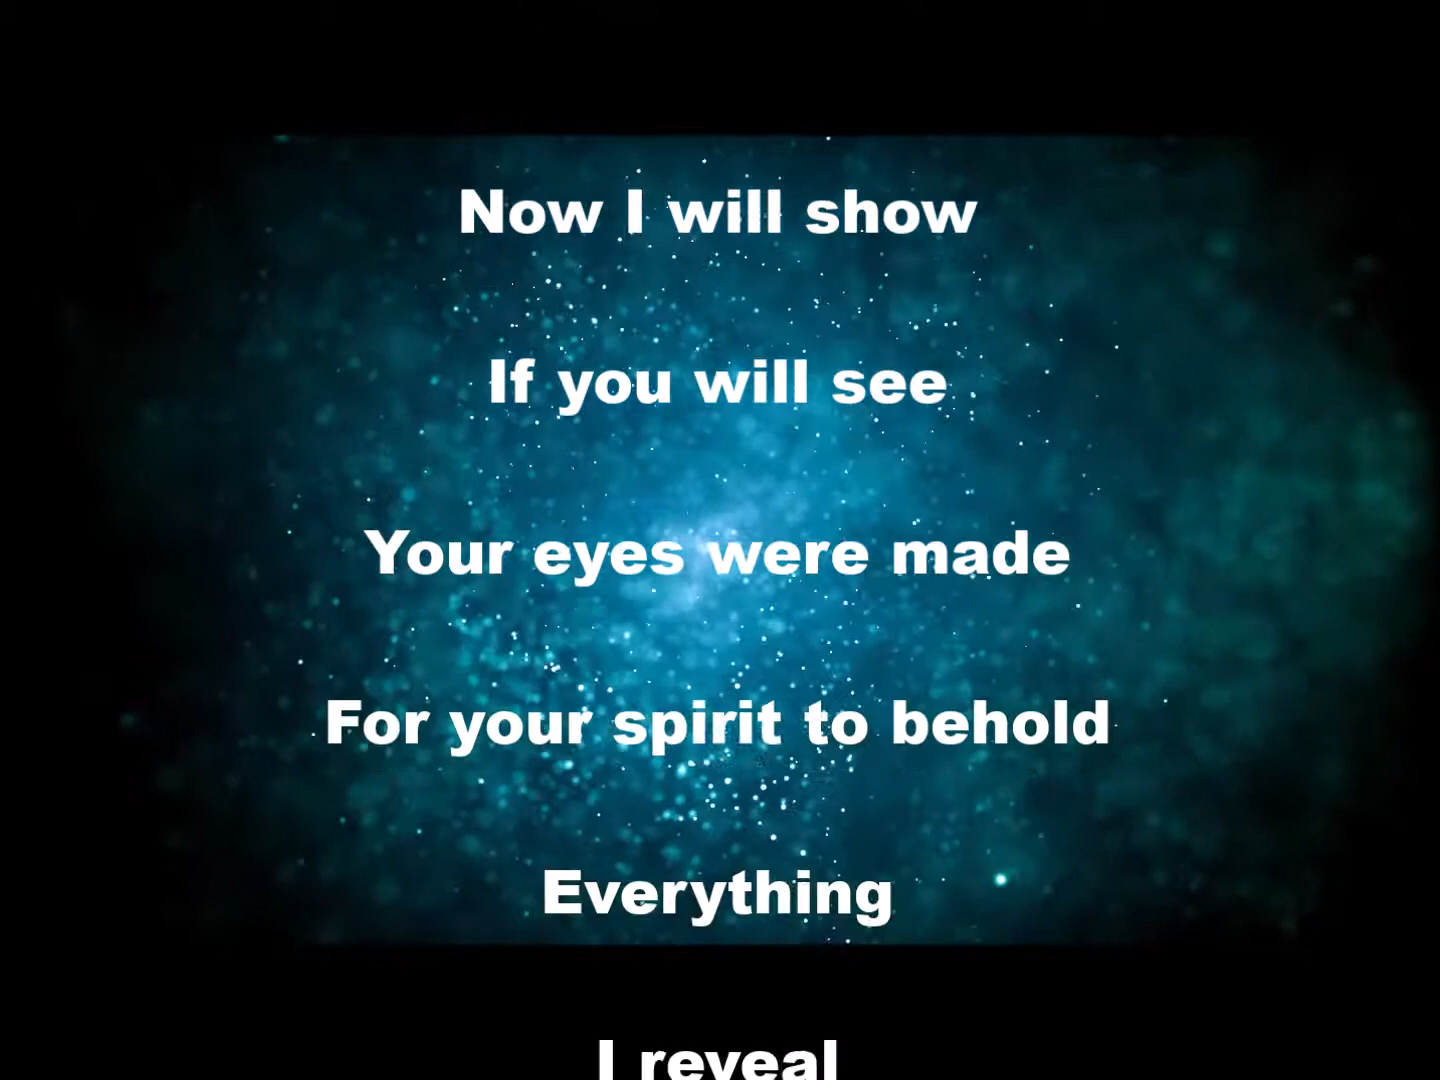 Now I will show
If you will see
Your eyes were made
For your spirit to behold
Everything
I reveal